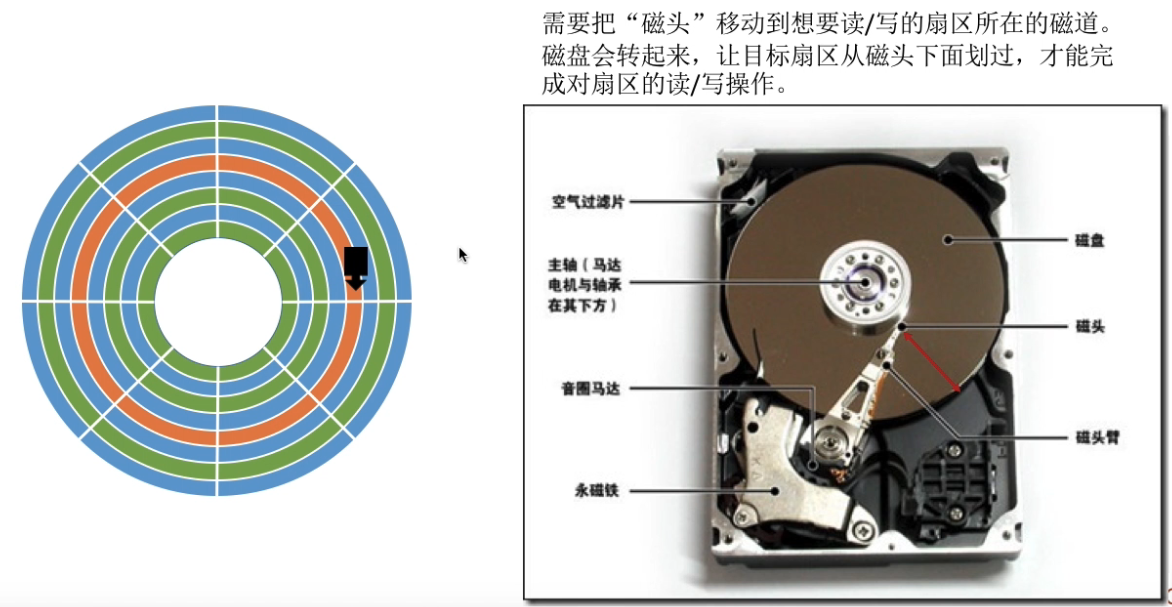 需要把“磁头”移动到想要读/写的扇区所在的磁道。
磁盘会转起来，让目标扇区从磁头下面划过，才能完
成对扇区的读/写操作。
空气过滤片
磁盘
主轴（马达
电机与轴承
在其下方）
磁头
音圈马达
磁头臂
永磁铁